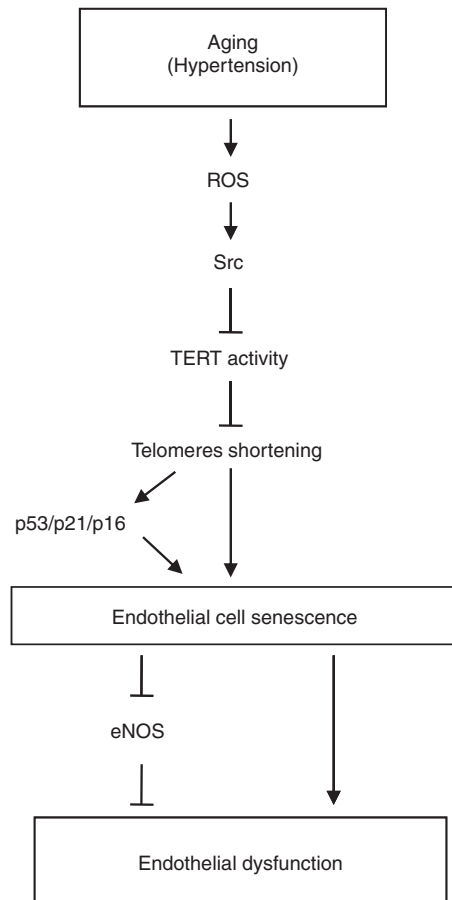 Aging
(Hypertension)
ROS
Src
TERT activity
Telomeres shortening
p53/p21/p16
Endothelial cell senescence
eNOS
Endothelial dysfunction